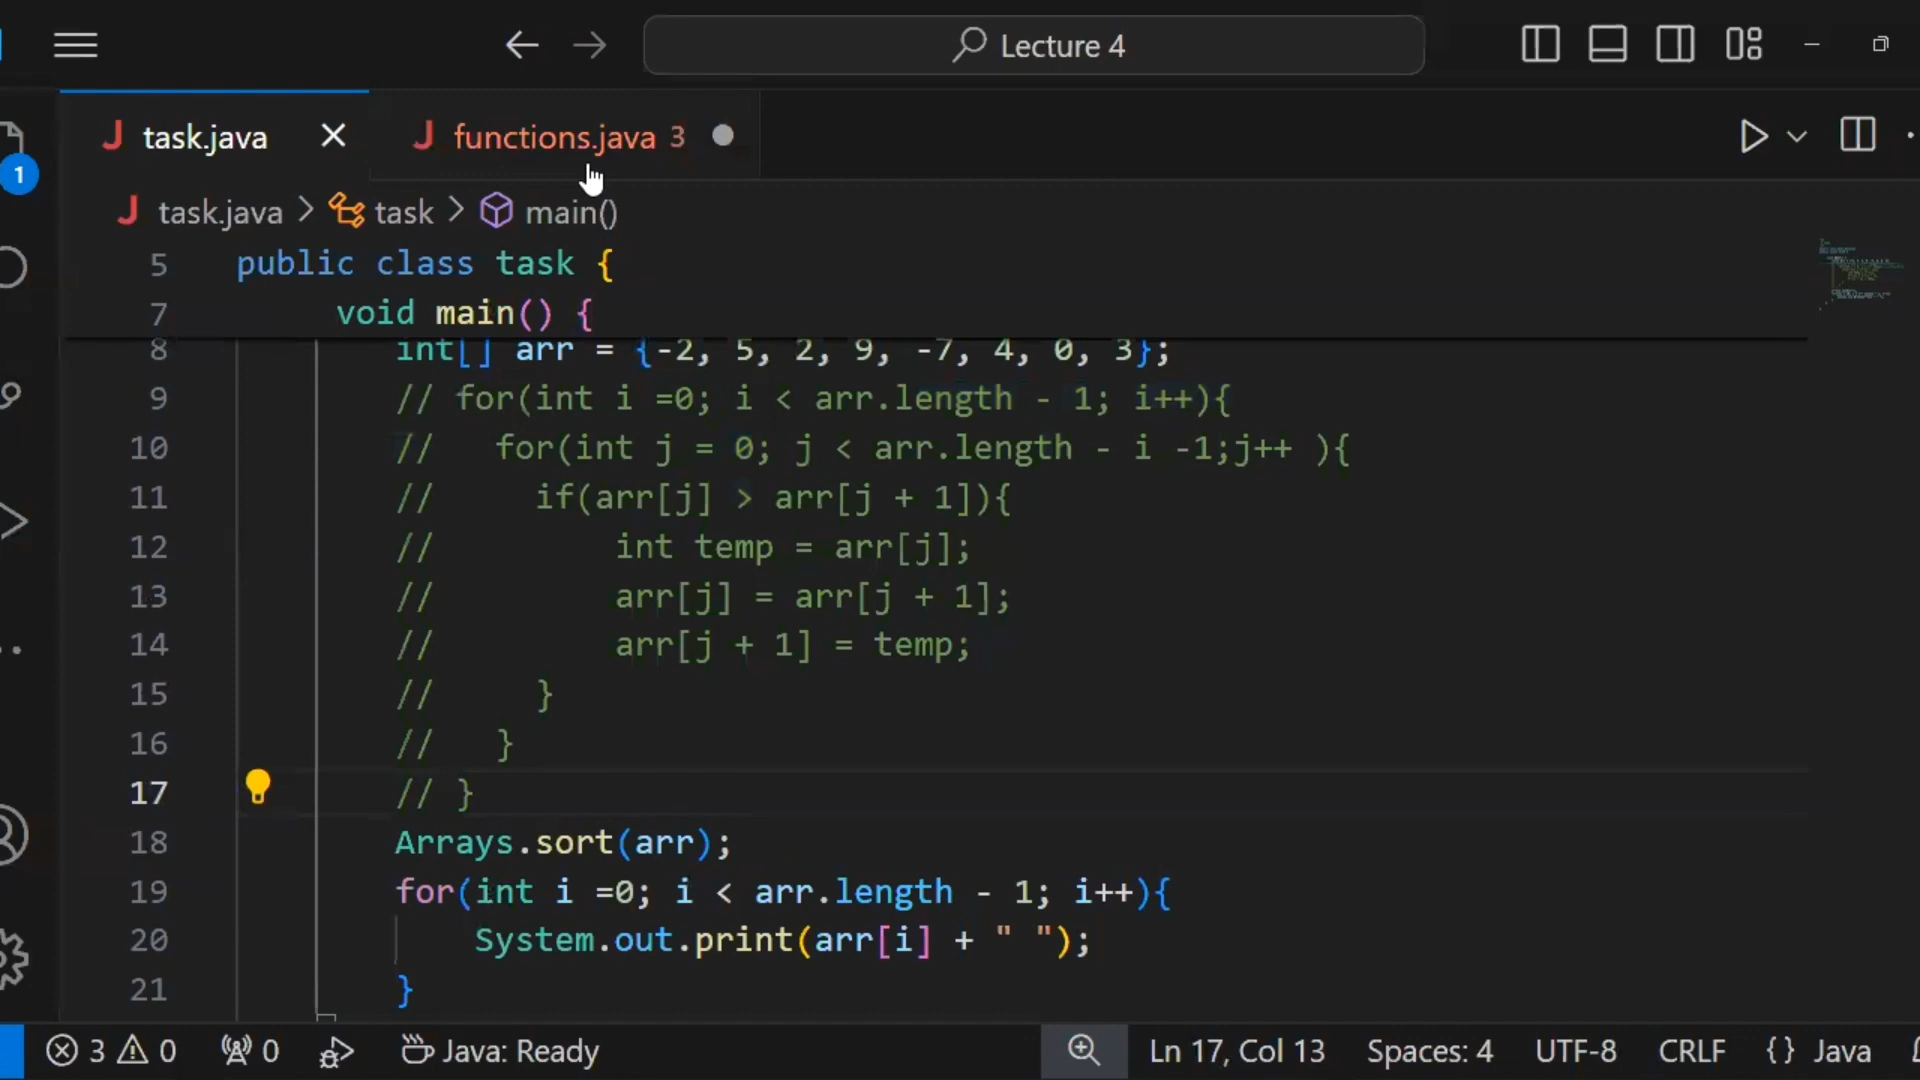 Lecture 4
task.java
functions.java 3
task.java > task > main()
5 public class task {
7 void main() {
8 int[] arr = {-2, 5, 2, 9, -7, 4, 0, 3};
9 // for(int i =0; i < arr.length - 1; i++){
10 // for(int j = 0; j < arr.length - i -1;j++ ){
11 // if(arr[j] > arr[j + 1]){
12 // int temp = arr[j];
13 // arr[j] = arr[j + 1];
14 // arr[j + 1] = temp;
15 // }
16 // }
17 // }
18 Arrays.sort(arr);
19 for(int i =0; i < arr.length - 1; i++){
20 System.out.print(arr[i] + " ");
21 }
1
3 0 0 Java: Ready Ln 17, Col 13 Spaces: 4 UTF-8 CRLF {} Java